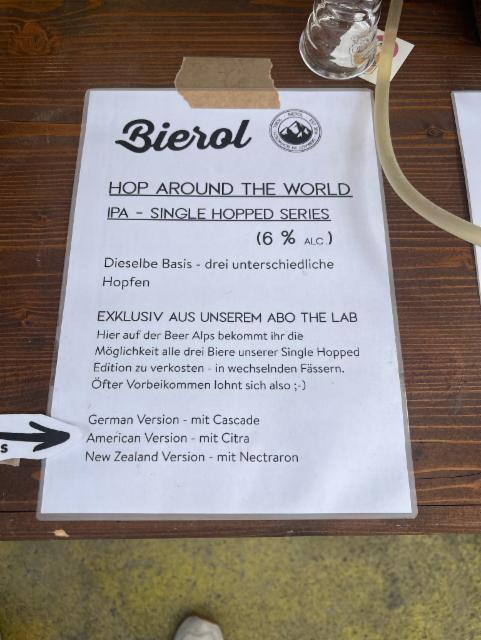 Bierol
HOP AROUND THE WORLD
IPA - SINGLE HOPPED SERIES
(6 % ALC.)
Dieselbe Basis - drei unterschiedliche
Hopfen
EXKLUSIV AUS UNSEREM ABO THE LAB
Hier auf der Beer Alps bekommt ihr die
Möglichkeit alle drei Biere unserer Single Hopped
Edition zu verkosten - in wechselnden Fässern.
Öfter Vorbeikommen lohnt sich also ;-)
German Version - mit Cascade
s
American Version - mit Citra
New Zealand Version - mit Nectraron